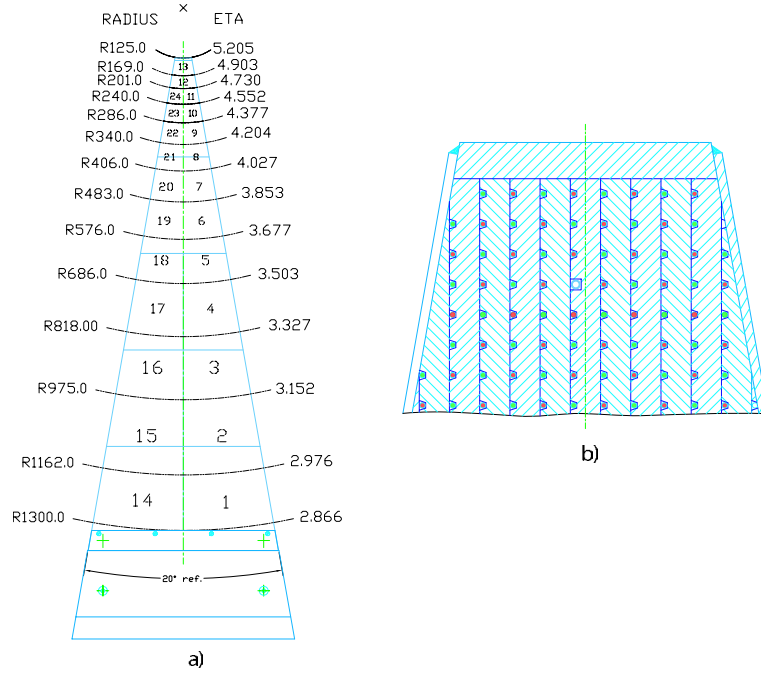 RADIUS × ETA
R125.0 5.205
R169.0 13 4.903
R201.0 12 4.730
R240.0 24 11 4.552
R286.0 23 10 4.377
R340.0 22 9 4.204
R406.0 21 8 4.027
R483.0 20 7 3.853
R576.0 19 6 3.677
R686.0 18 5 3.503
R818.00 17 4 3.327
R975.0 16 3 3.152
R1162.0 15 2 2.976
R1300.0 14 1 2.866
20° ref.
a)
b)